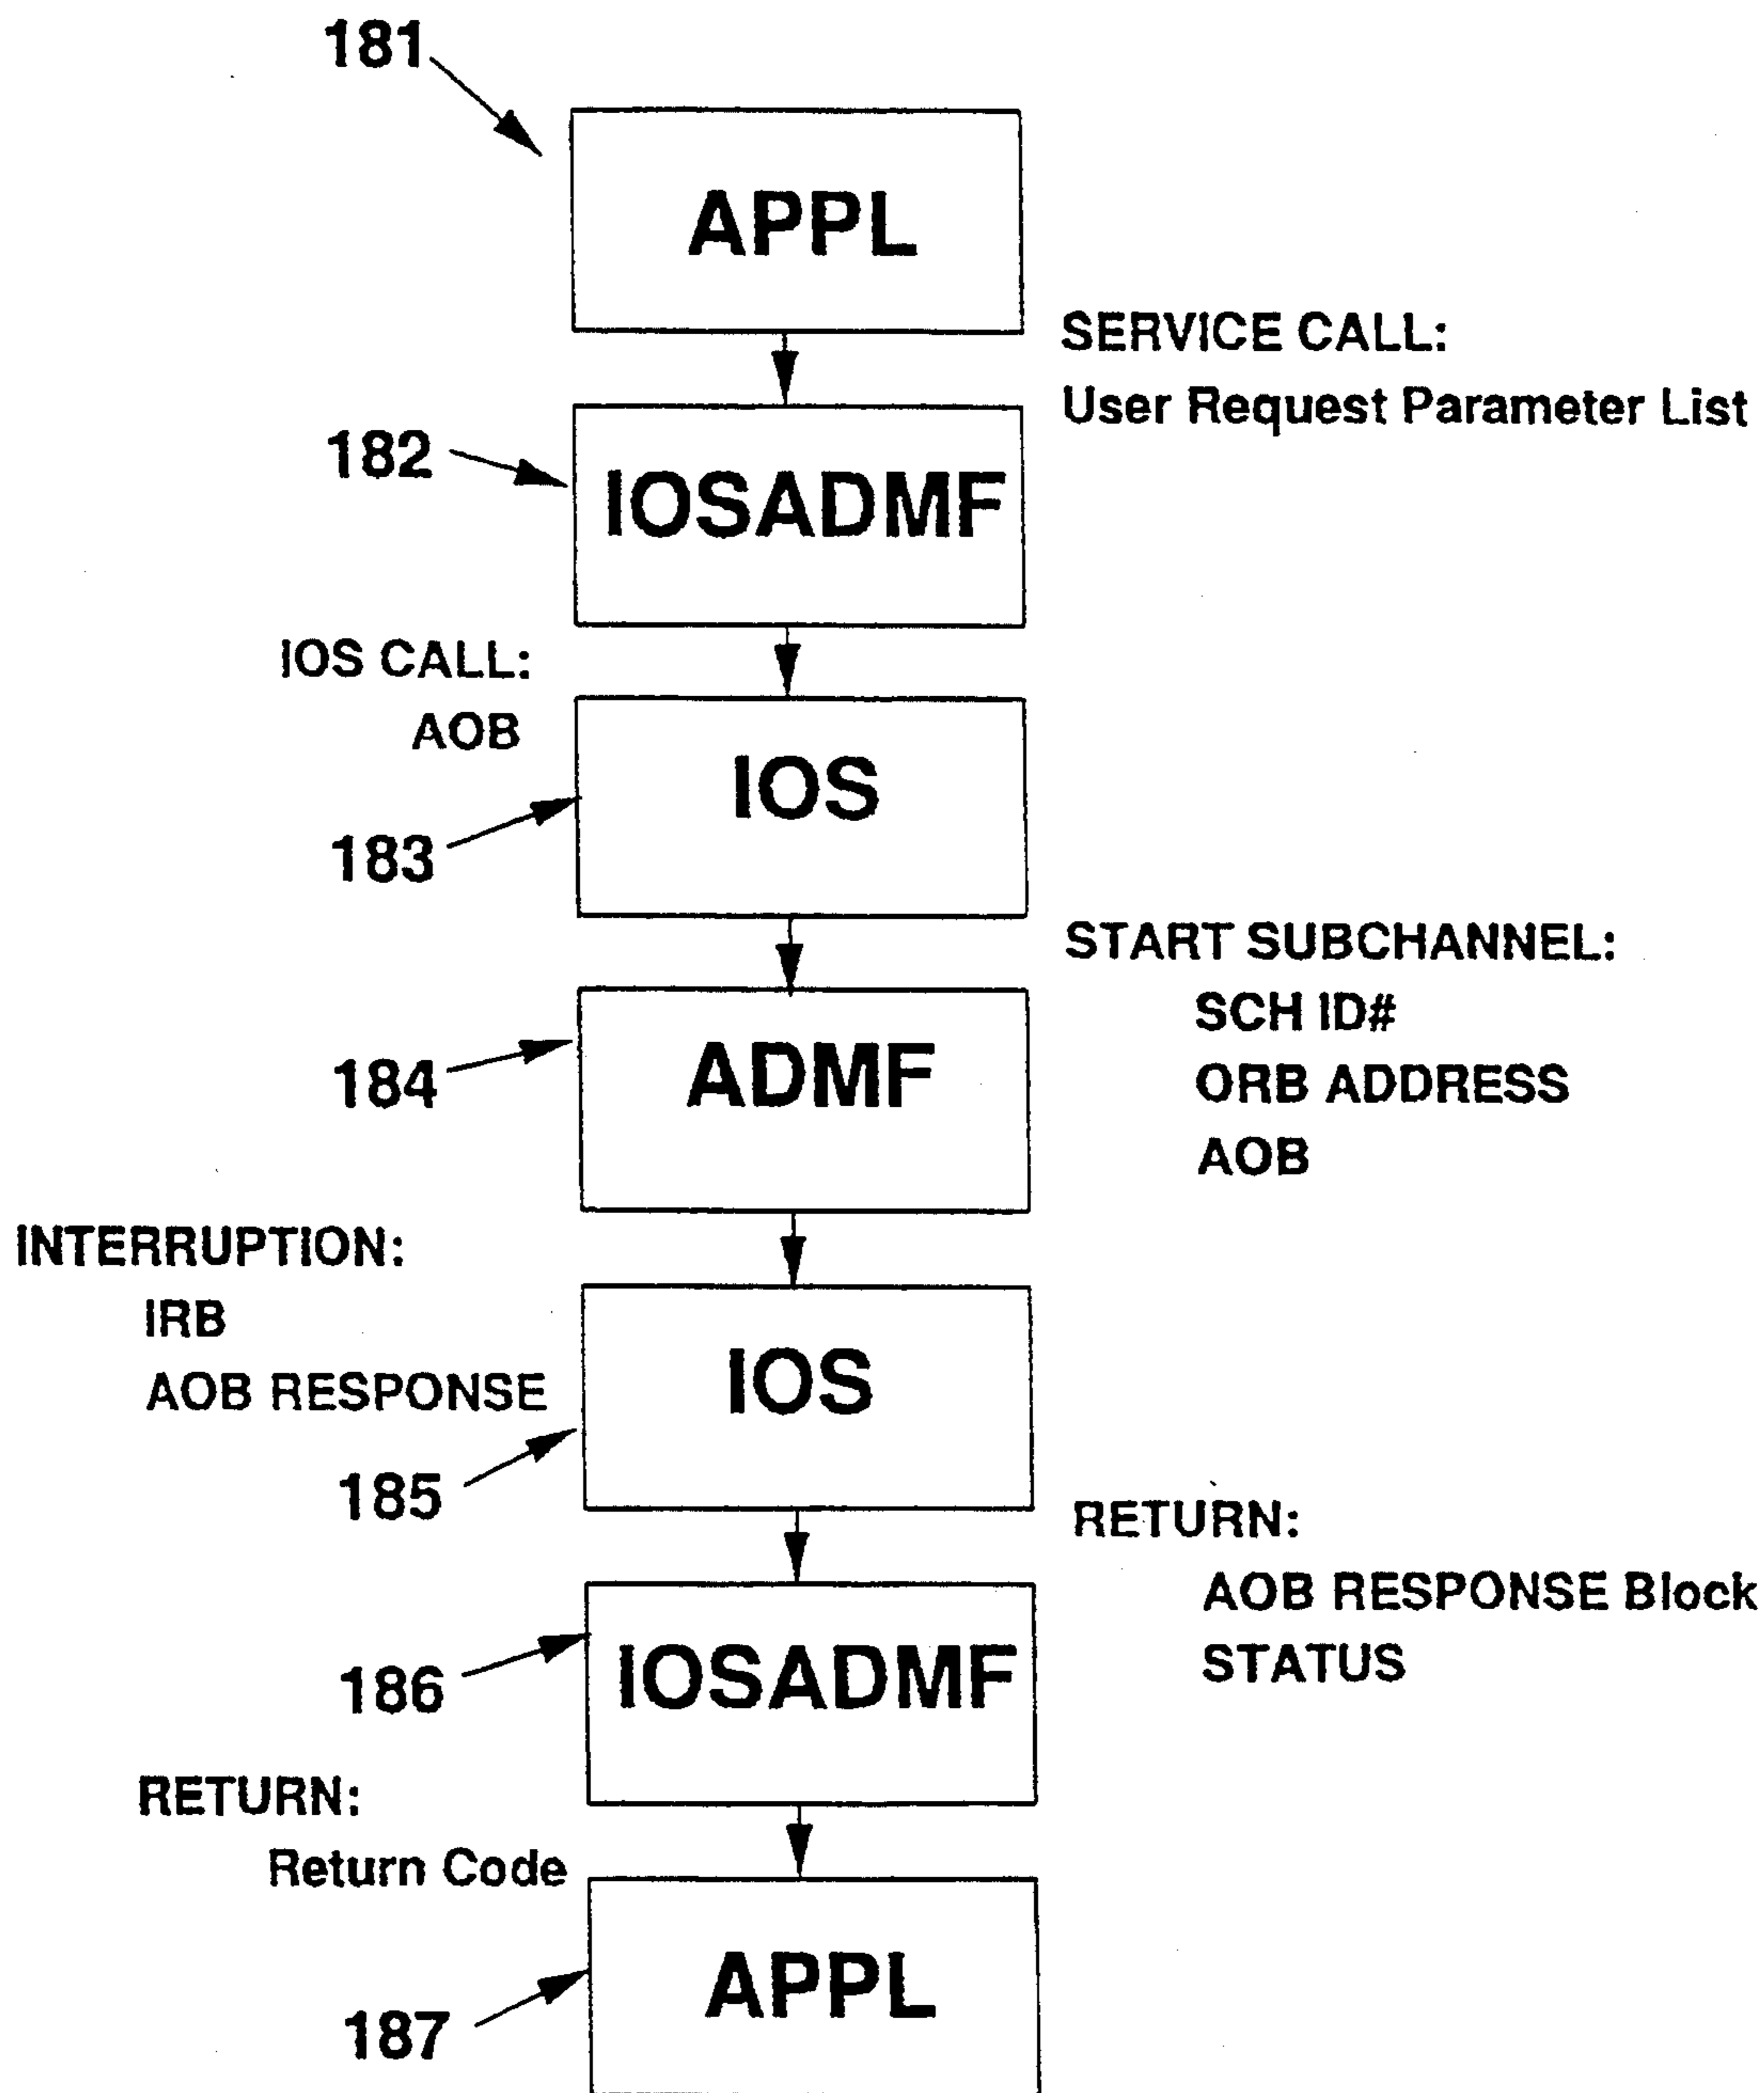 181
APPL
SERVICE CALL:
User Request Parameter List
182
IOSADMF
IOS CALL:
AOB
IOS
183
START SUBCHANNEL:
SCH ID#
ORB ADDRESS
AOB
ADMF
184
INTERRUPTION:
IRB
AOB RESPONSE
IOS
185
RETURN:
AOB RESPONSE Block
STATUS
IOSADMF
186
RETURN:
Return Code
APPL
187